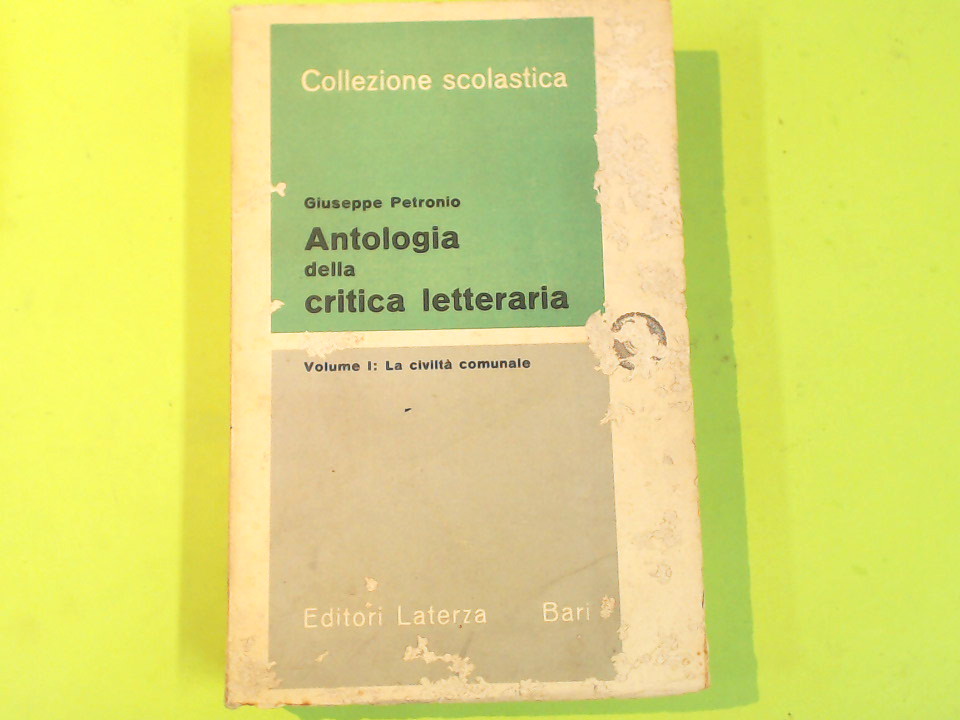 Collezione scolastica
Giuseppe Petronio
Antologia
della
critica letteraria
Volume I: La civiltà comunale
Editori Laterza Bari